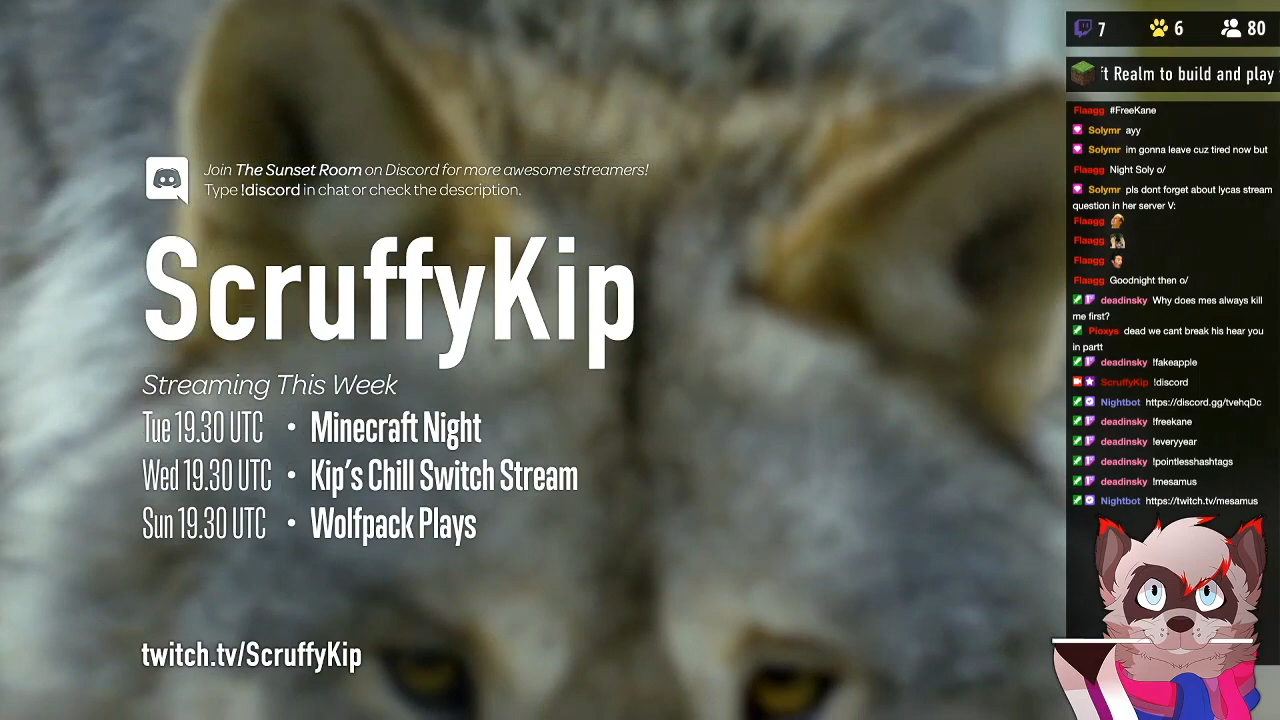 Join The Sunset Room on Discord for more awesome streamers!
Type !discord in chat or check the description.
ScruffyKip
Streaming This Week
Tue 19.30 UTC • Minecraft Night
Wed 19.30 UTC • Kip's Chill Switch Stream
Sun 19.30 UTC • Wolfpack Plays
twitch.tv/ScruffyKip
7 6 80
ft Realm to build and play
Flaagg #FreeKane
Solymr ayy
Solymr im gonna leave cuz tired now but
Flaagg Night Soly o/
Solymr pls dont forget about lycas stream
question in her server V:
Flaagg
Flaagg
Flaagg
Flaagg Goodnight then o/
deadinsky Why does mes always kill
me first?
Pioxys dead we cant break his hear you
in partt
deadinsky !fakeapple
ScruffyKip !discord
Nightbot https://discord.gg/tvehqDc
deadinsky !freekane
deadinsky !everyyear
deadinsky !pointlesshashtags
deadinsky !mesamus
Nightbot https://twitch.tv/mesamus